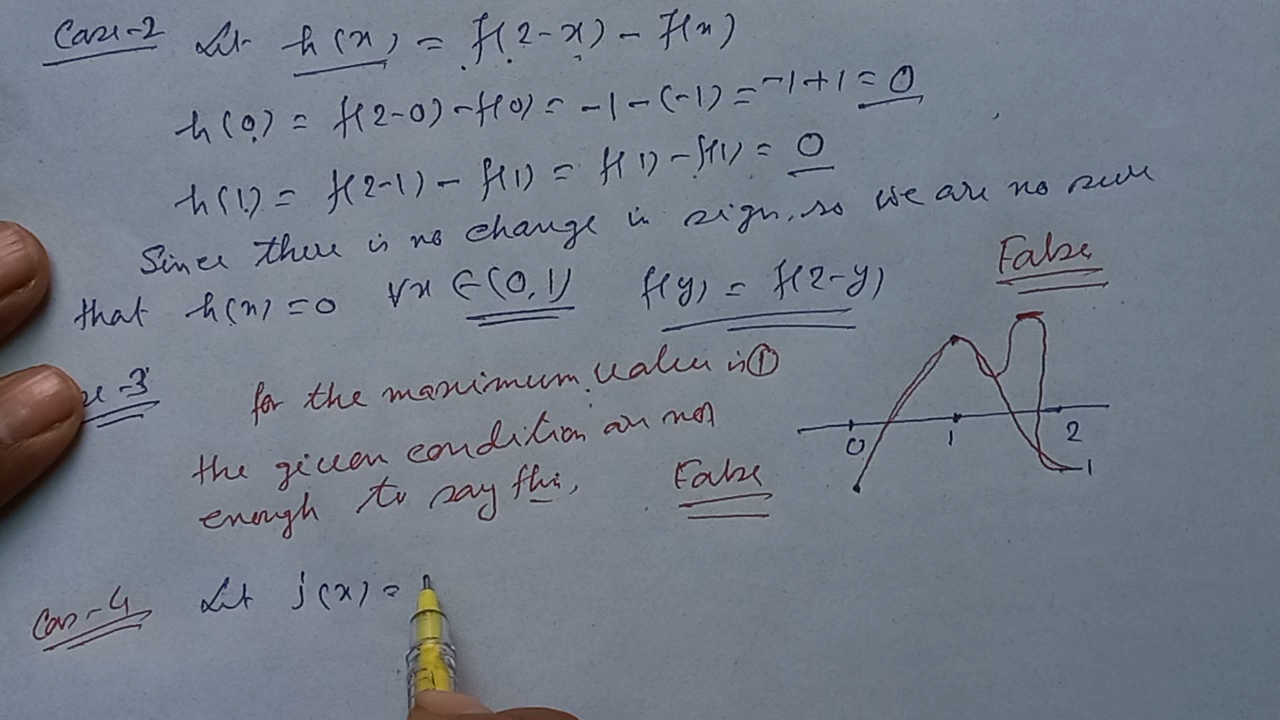 Case-2 Let h(x) = f(2-x) - f(x)
h(0) = f(2-0) - f(0) = -1-(-1) = -1+1 = 0
h(1) = f(2-1) - f(1) = f(1) - f(1) = 0
Since there is no change in sign, so we are no sure
that h(x) = 0 ∀x ∈ (0,1) f(y) = f(2-y) False
se-3 for the maximum value is ①
the given condition are not
enough to say this, False
0 1 2
-1
Cas-4 Let j(x) =